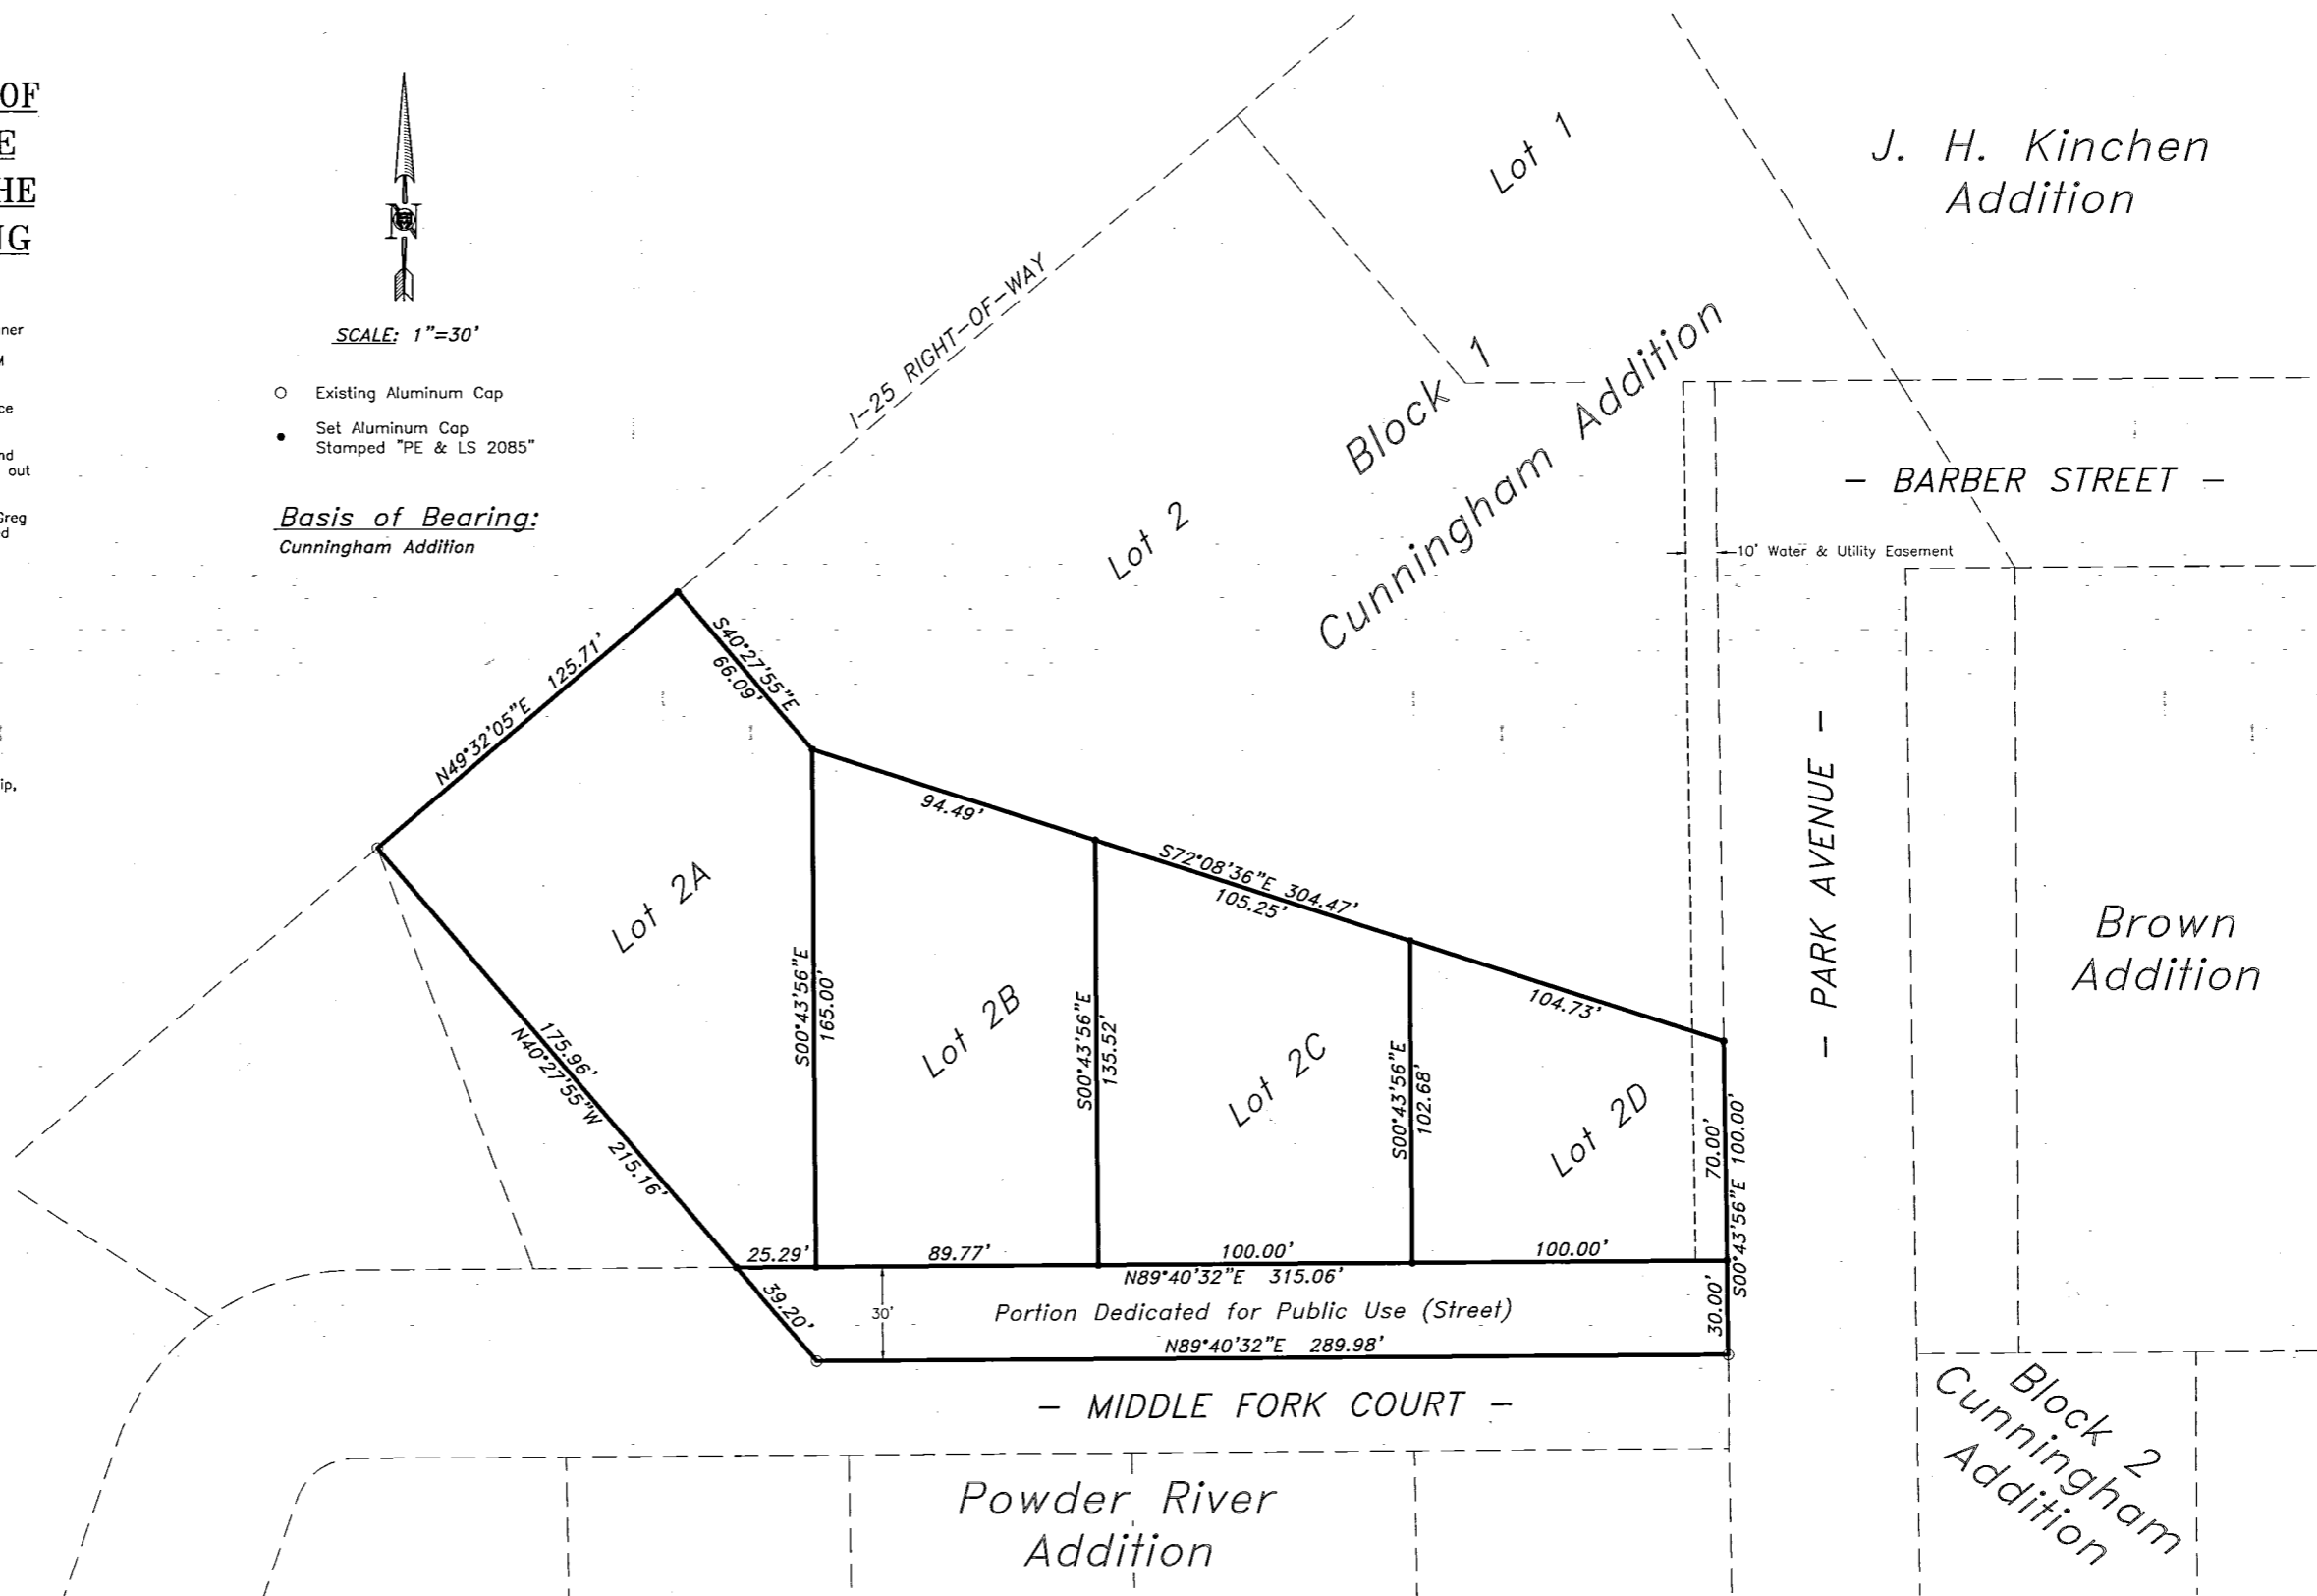 OF
E
HE
NG
ner
M
ce
nd
out
Greg
d
ip,
N
SCALE: 1"=30'
Existing Aluminum Cap
Set Aluminum Cap
Stamped "PE & LS 2085"
Basis of Bearing:
Cunningham Addition
I-25 RIGHT-OF-WAY
Lot 1
J. H. Kinchen
Addition
Block 1
Cunningham Addition
Lot 2
- BARBER STREET -
10' Water & Utility Easement
- PARK AVENUE -
Brown
Addition
N49°32'05"E 125.71'
S40°27'55"E
66.09'
94.49'
S72°08'36"E 304.47'
105.25'
104.73'
Lot 2A
Lot 2B
Lot 2C
Lot 2D
S00°43'56"E
165.00'
S00°43'56"E
135.52'
S00°43'56"E
102.68'
70.00'
S00°43'56"E 100.00'
30.00'
175.96'
N40°27'55"W 215.16'
39.20'
25.29'
89.77'
100.00'
100.00'
N89°40'32"E 315.06'
30'
Portion Dedicated for Public Use (Street)
N89°40'32"E 289.98'
- MIDDLE FORK COURT -
Powder River
Addition
Block 2
Cunningham
Addition